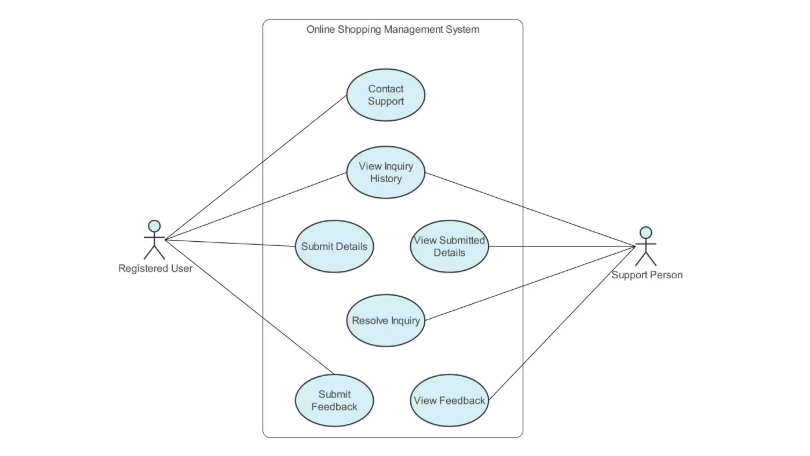 Online Shopping Management System
Contact
Support
View Inquiry
History
Submit Details
View Submitted
Details
Registered User
Support Person
Resolve Inquiry
Submit
Feedback
View Feedback